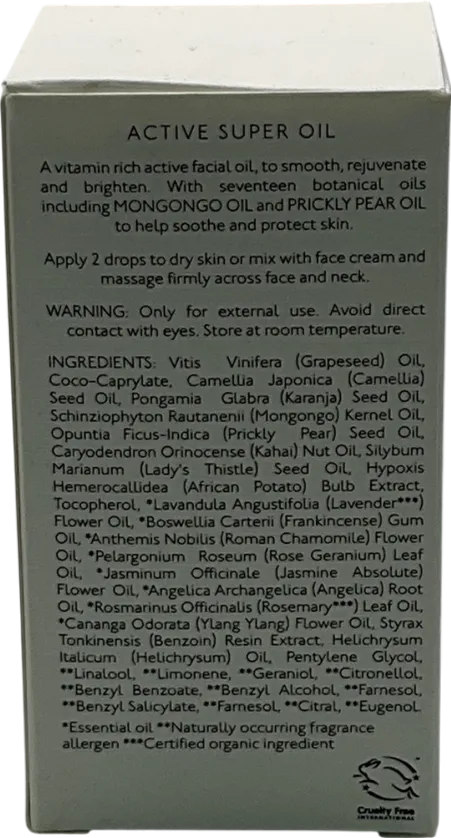 ACTIVE SUPER OIL
A vitamin rich active facial oil, to smooth, rejuvenate
and brighten. With seventeen botanical oils
including MONGONGO OIL and PRICKLY PEAR OIL
to help soothe and protect skin.
Apply 2 drops to dry skin or mix with face cream and
massage firmly across face and neck.
WARNING: Only for external use. Avoid direct
contact with eyes. Store at room temperature.
INGREDIENTS: Vitis Vinifera (Grapeseed) Oil,
Coco-Caprylate, Camellia Japonica (Camellia)
Seed Oil, Pongamia Glabra (Karanja) Seed Oil,
Schinziophyton Rautanenii (Mongongo) Kernel Oil,
Opuntia Ficus-Indica (Prickly Pear) Seed Oil,
Caryodendron Orinocense (Kahai) Nut Oil, Silybum
Marianum (Lady's Thistle) Seed Oil, Hypoxis
Hemerocallidea (African Potato) Bulb Extract,
Tocopherol, *Lavandula Angustifolia (Lavender***)
Flower Oil, *Boswellia Carterii (Frankincense) Gum
Oil, *Anthemis Nobilis (Roman Chamomile) Flower
Oil, *Pelargonium Roseum (Rose Geranium) Leaf
Oil, *Jasminum Officinale (Jasmine Absolute)
Flower Oil, *Angelica Archangelica (Angelica) Root
Oil, *Rosmarinus Officinalis (Rosemary***) Leaf Oil,
*Cananga Odorata (Ylang Ylang) Flower Oil, Styrax
Tonkinensis (Benzoin) Resin Extract, Helichrysum
Italicum (Helichrysum) Oil, Pentylene Glycol,
**Linalool, **Limonene, **Geraniol, **Citronellol,
**Benzyl Benzoate, **Benzyl Alcohol, **Farnesol,
**Benzyl Salicylate, **Farnesol, **Citral, **Eugenol.
*Essential oil **Naturally occurring fragrance
allergen ***Certified organic ingredient
Cruelty Free
INTERNATIONAL